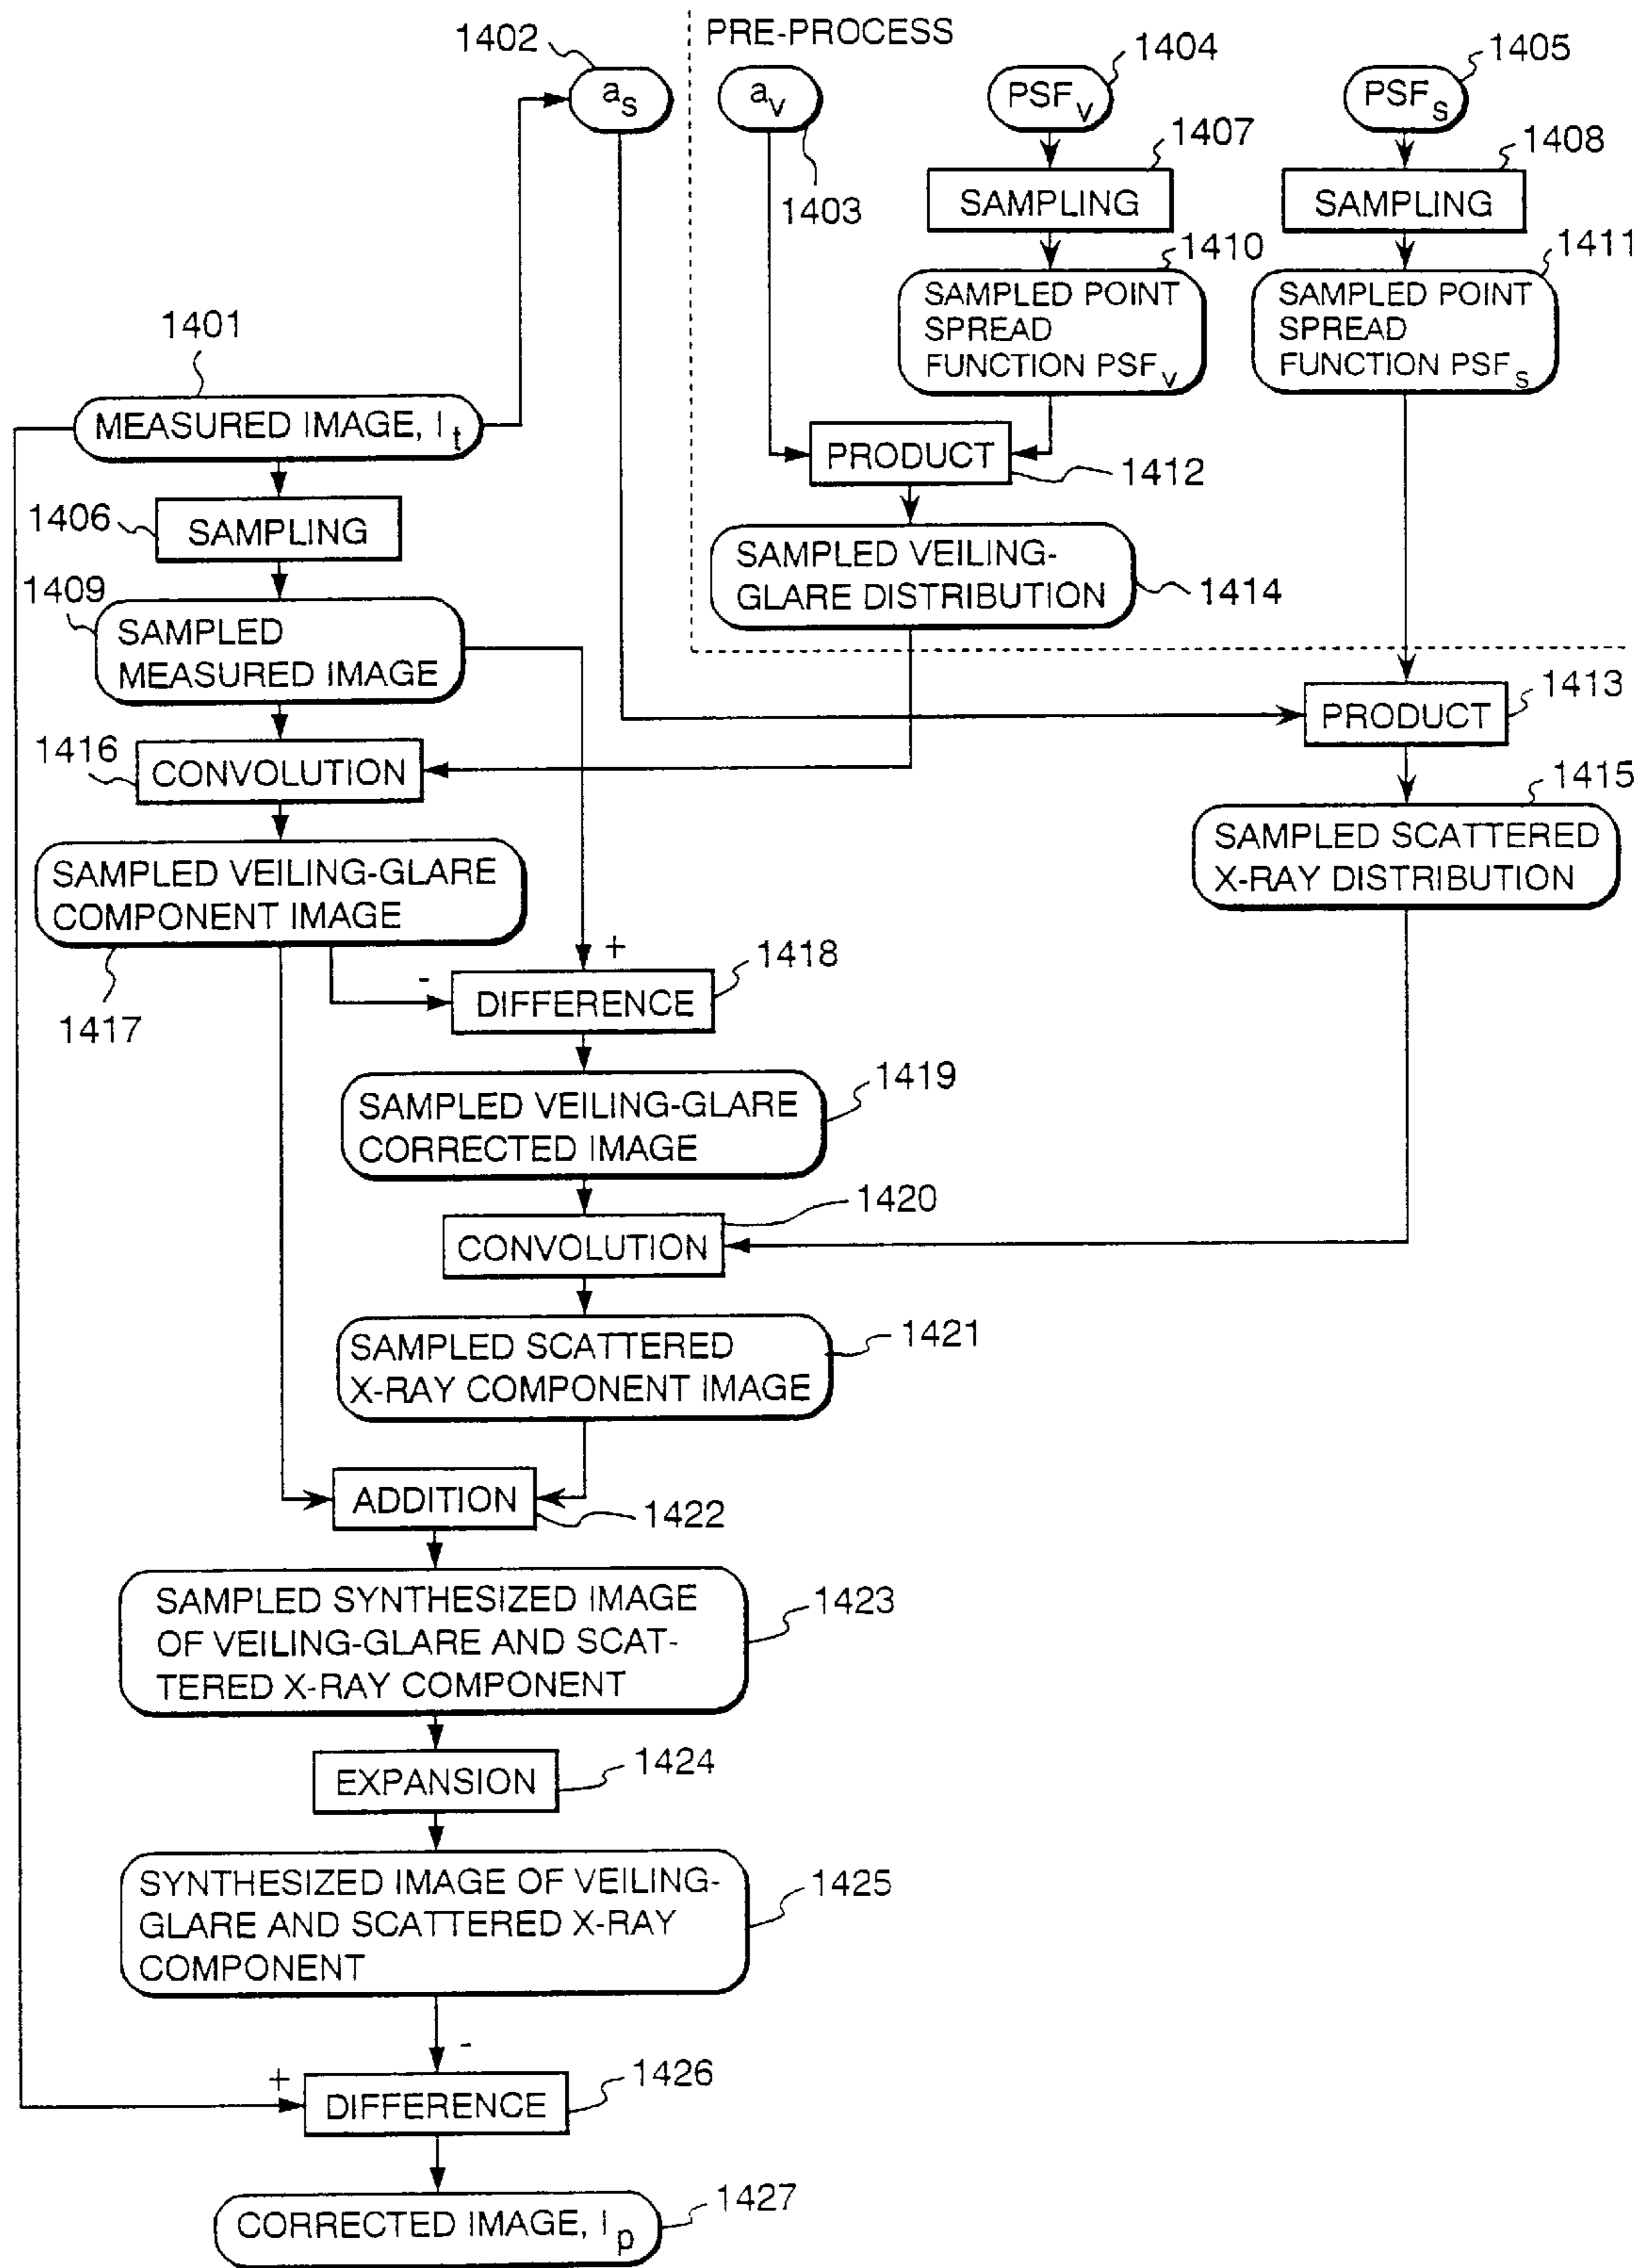 PRE-PROCESS
1402
1404
1405
a_s
a_v
PSF_v
PSF_s
1403
1407
1408
SAMPLING
SAMPLING
1410
1411
SAMPLED POINT
SPREAD
FUNCTION PSF_v
SAMPLED POINT
SPREAD
FUNCTION PSF_s
1401
MEASURED IMAGE, I_t
PRODUCT
1412
1406
SAMPLING
SAMPLED VEILING-
GLARE DISTRIBUTION
1414
1409
SAMPLED
MEASURED IMAGE
PRODUCT
1413
1416
CONVOLUTION
1415
SAMPLED SCATTERED
X-RAY DISTRIBUTION
SAMPLED VEILING-GLARE
COMPONENT IMAGE
1417
+
-
DIFFERENCE
1418
SAMPLED VEILING-GLARE
CORRECTED IMAGE
1419
1420
CONVOLUTION
SAMPLED SCATTERED
X-RAY COMPONENT IMAGE
1421
ADDITION
1422
SAMPLED SYNTHESIZED IMAGE
OF VEILING-GLARE AND SCAT-
TERED X-RAY COMPONENT
1423
EXPANSION
1424
SYNTHESIZED IMAGE OF VEILING-
GLARE AND SCATTERED X-RAY
COMPONENT
1425
-
+
DIFFERENCE
1426
CORRECTED IMAGE, I_p
1427